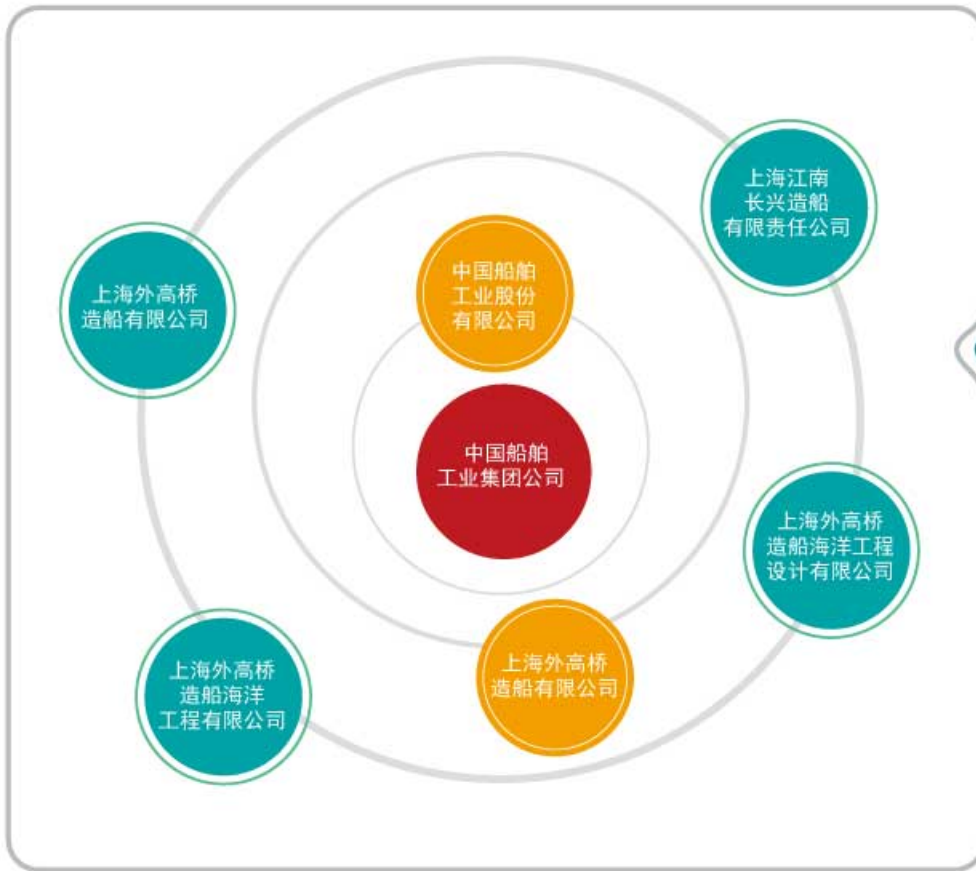 上海江南
长兴造船
有限责任公司
中国船舶
工业股份
有限公司
上海外高桥
造船有限公司
中国船舶
工业集团公司
上海外高桥
造船海洋工程
设计有限公司
上海外高桥
造船海洋
工程有限公司
上海外高桥
造船有限公司